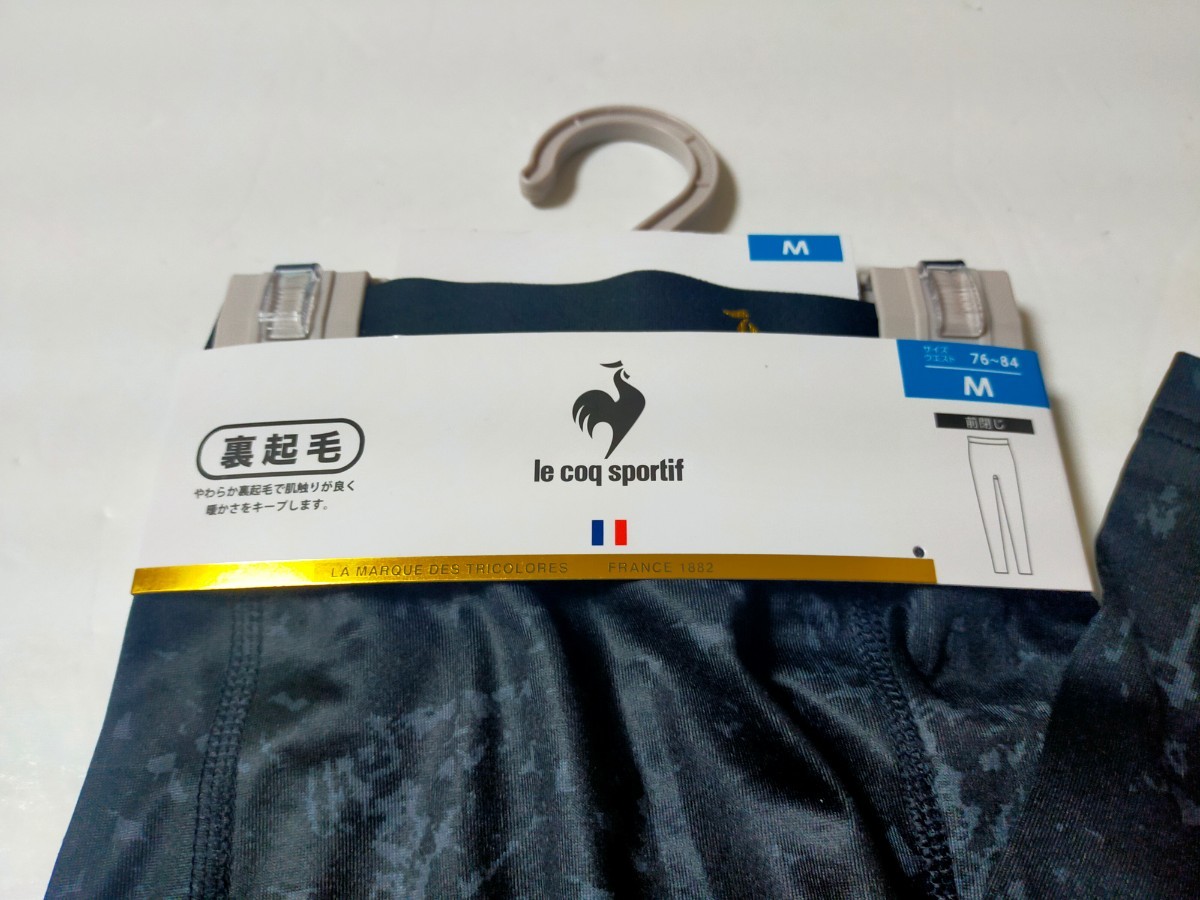 M
サイズ
ウエスト 76~84
M
前閉じ
裏起毛
やわらか裏起毛で肌触りが良く
暖かさをキープします。
le coq sportif
LA MARQUE DES TRICOLORES FRANCE 1882